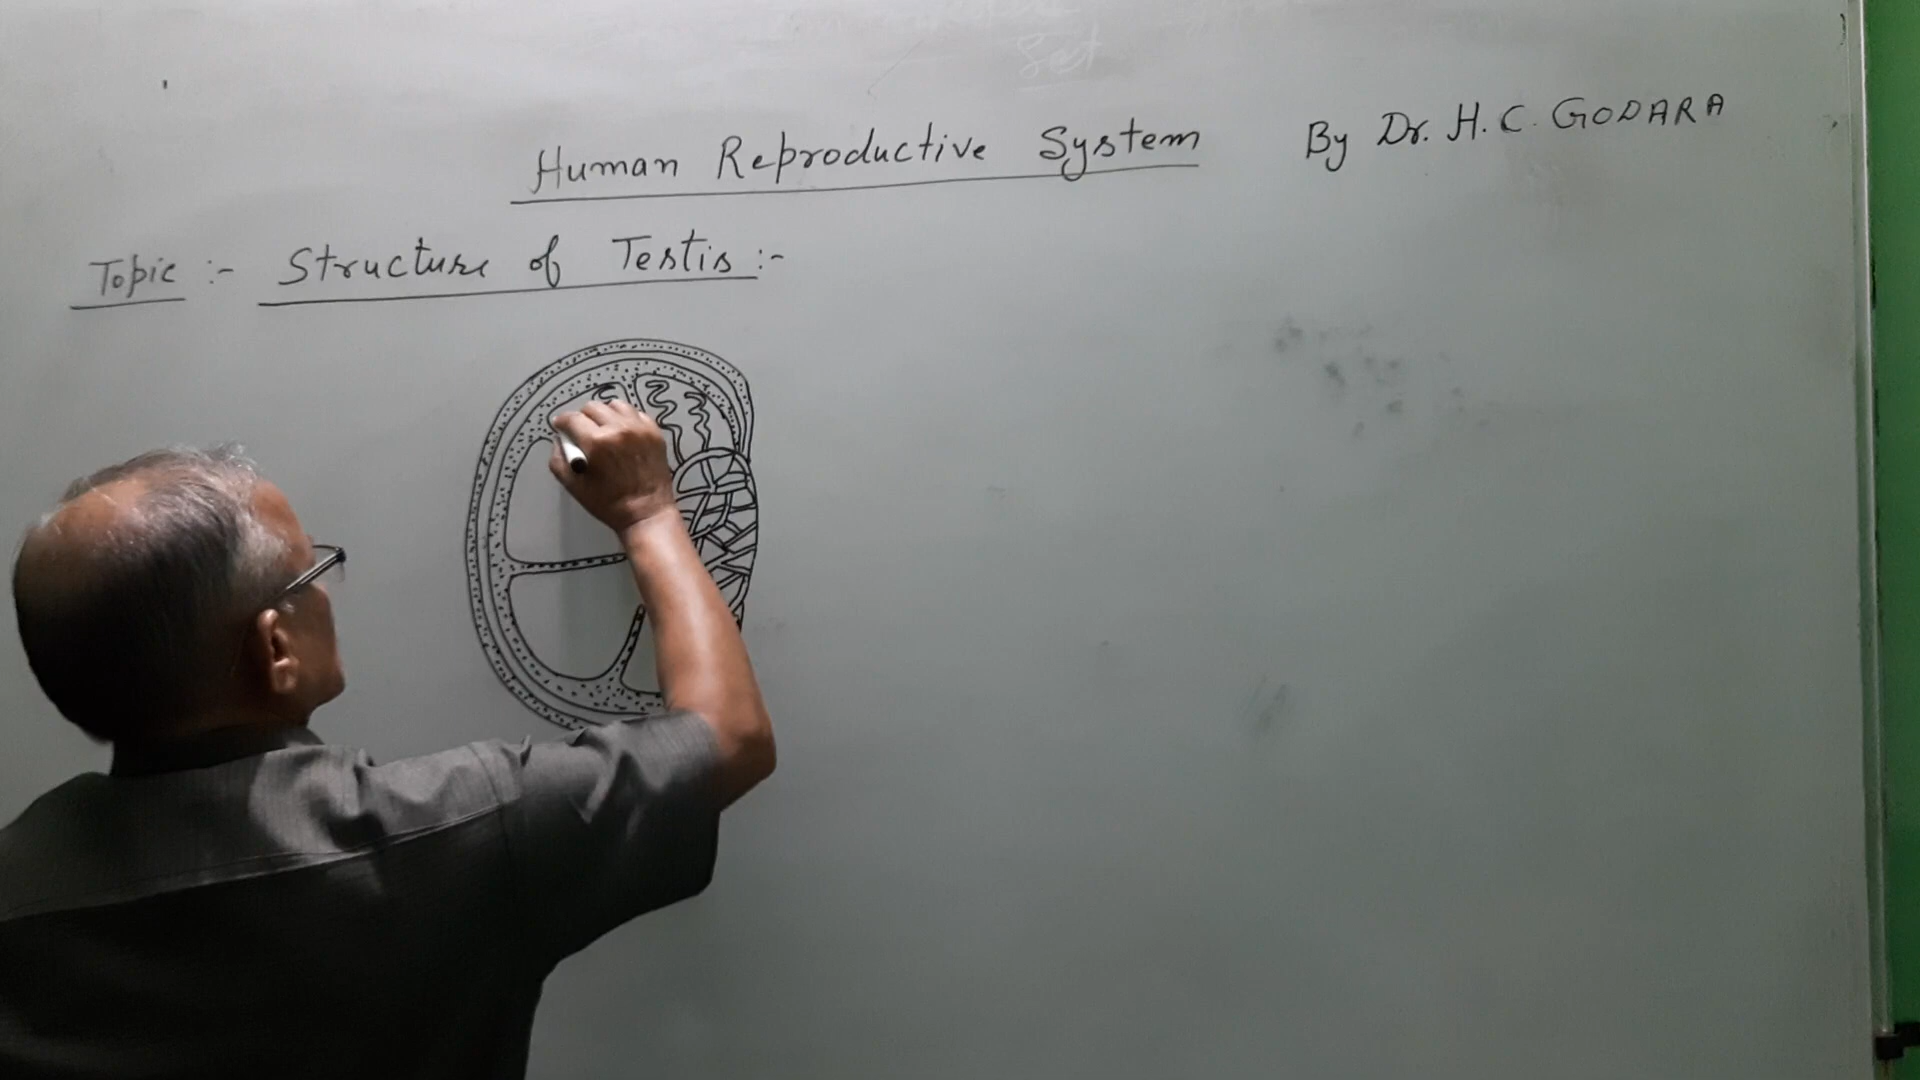 Human Reproductive System By Dr. H. C. GODARA
Topic :- Structure of Testis :-